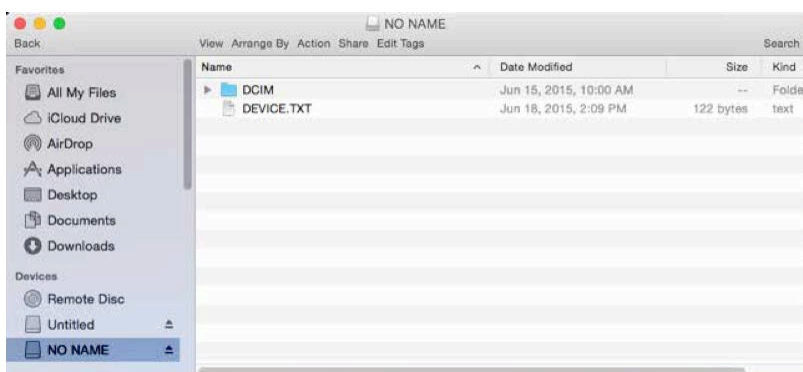 NO NAME
Back View Arrange By Action Share Edit Tags Search
Favorites
All My Files
iCloud Drive
AirDrop
Applications
Desktop
Documents
Downloads
Devices
Remote Disc
Untitled
NO NAME
Name Date Modified Size Kind
DCIM Jun 15, 2015, 10:00 AM -- Folde
DEVICE.TXT Jun 18, 2015, 2:09 PM 122 bytes text